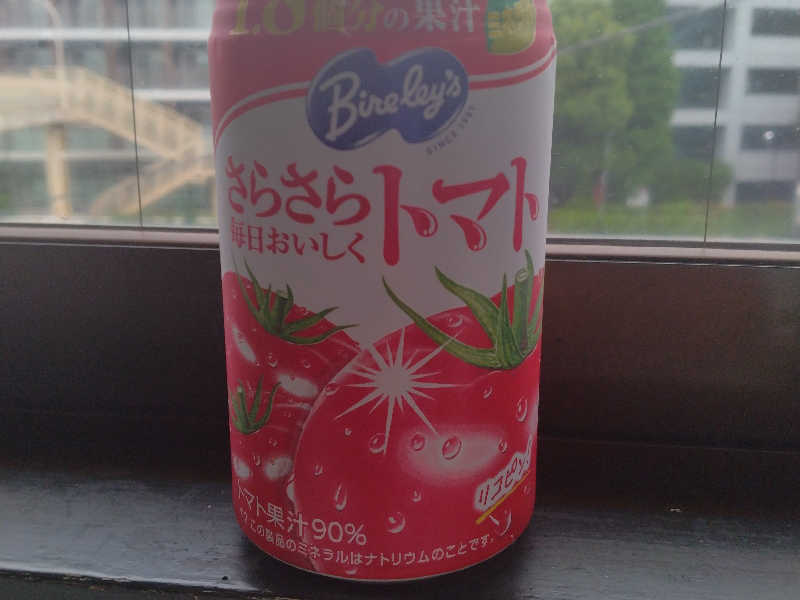 1.8個分の果汁
Bireley's
SINCE 1951
さらさら
毎日おいしく
トマト
リコピン!
トマト果汁90%
この製品のミネラルはナトリウムのことです。